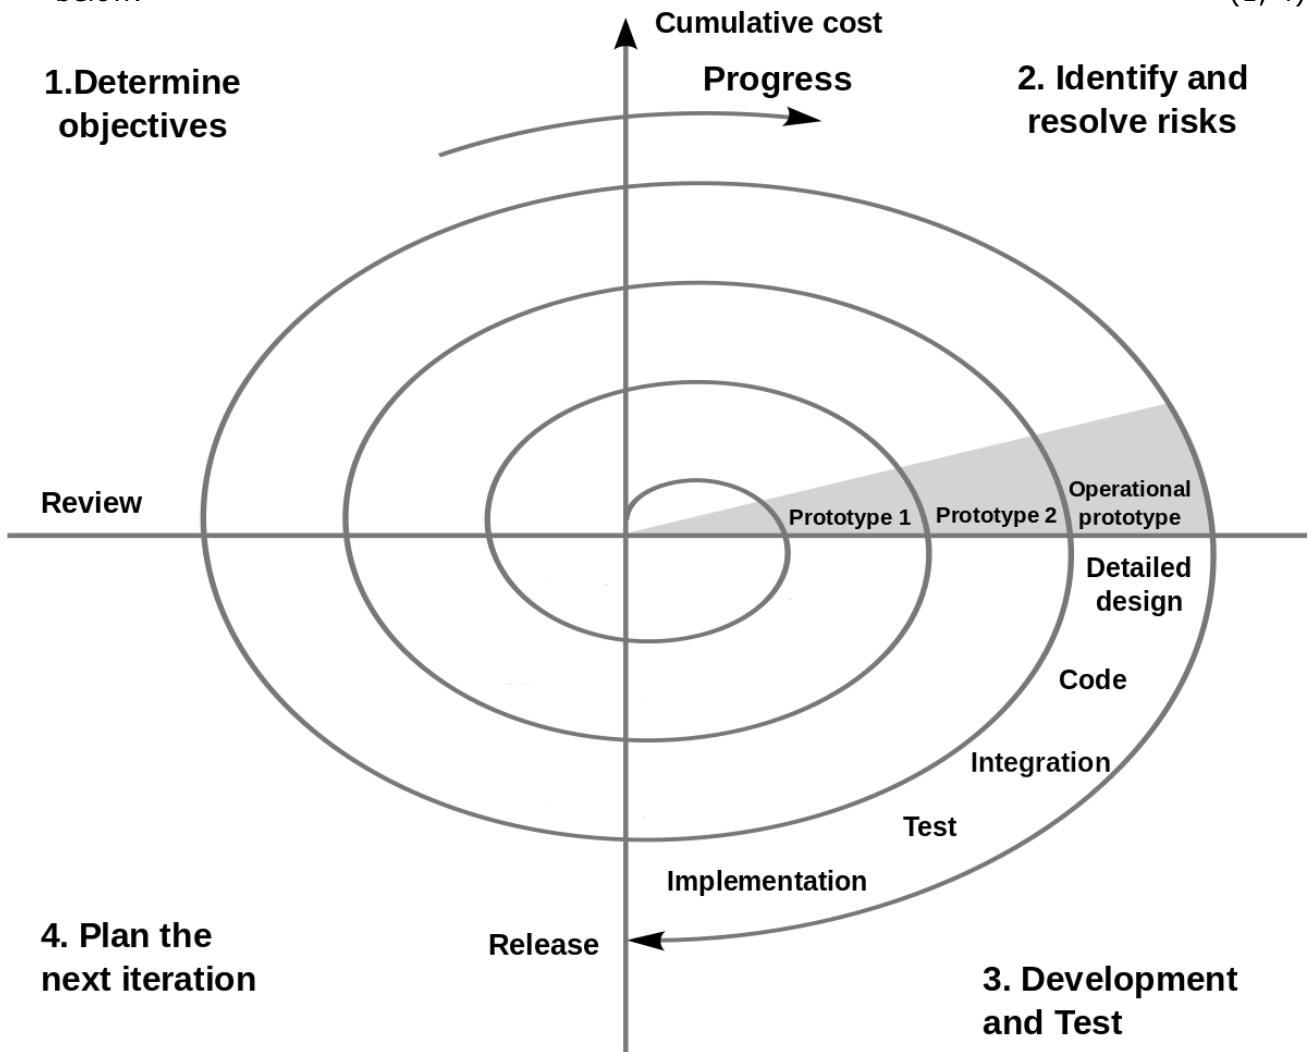 Cumulative cost
1.Determine
objectives
Progress
2. Identify and
resolve risks
Review
Prototype 1
Prototype 2
Operational
prototype
Detailed
design
Code
Integration
Test
Implementation
Release
4. Plan the
next iteration
3. Development
and Test